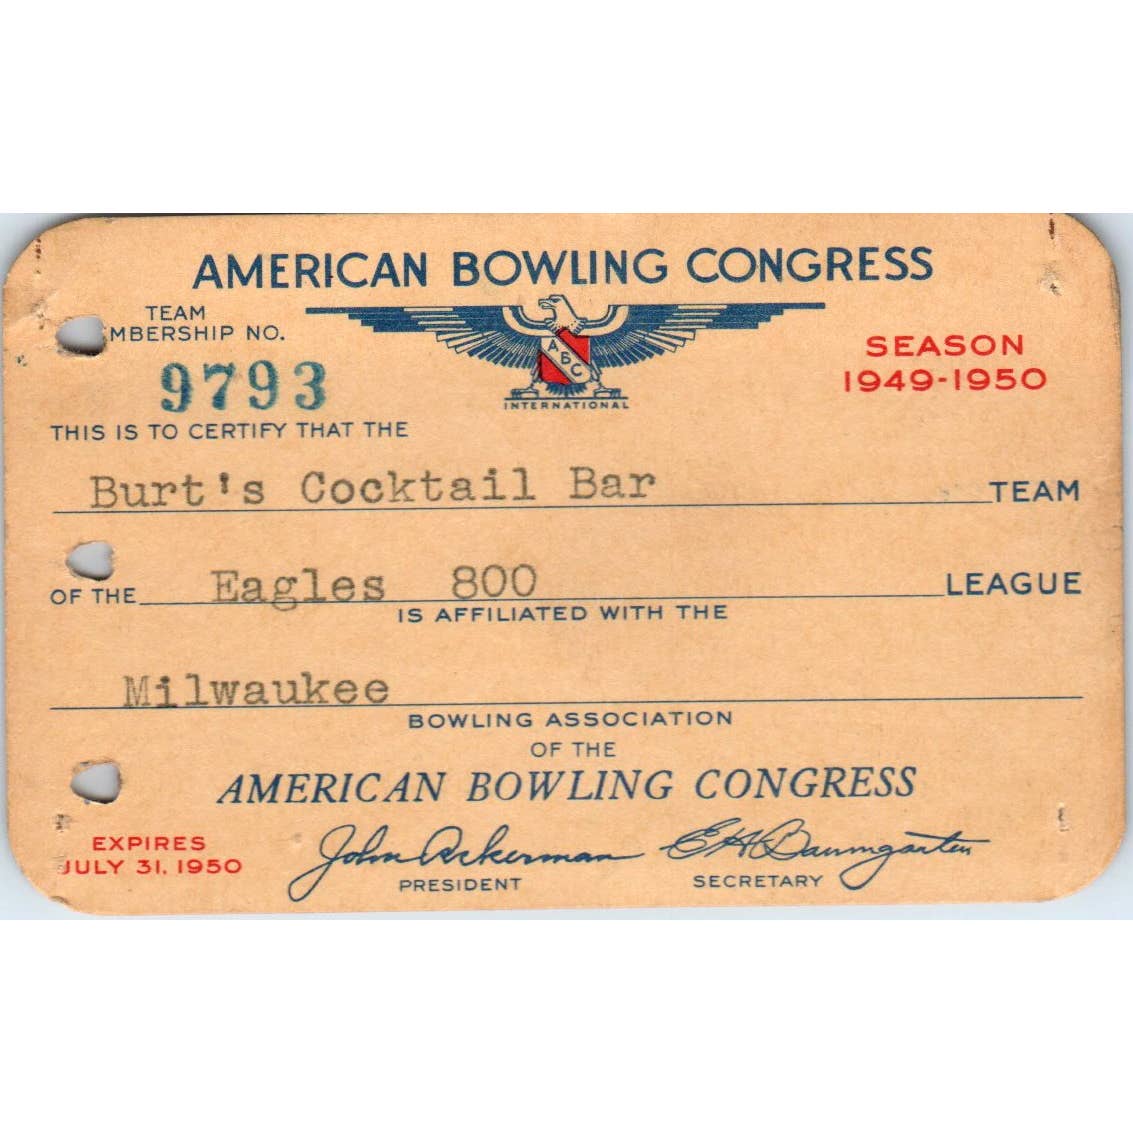 AMERICAN BOWLING CONGRESS
TEAM
MBERSHIP NO.
9793
ABC
INTERNATIONAL
SEASON
1949-1950
THIS IS TO CERTIFY THAT THE
Burt's Cocktail Bar TEAM
OF THE Eagles 800 LEAGUE
IS AFFILIATED WITH THE
Milwaukee
BOWLING ASSOCIATION
OF THE
AMERICAN BOWLING CONGRESS
EXPIRES
JULY 31, 1950
John Ackerman
PRESIDENT
E H Baumgarten
SECRETARY